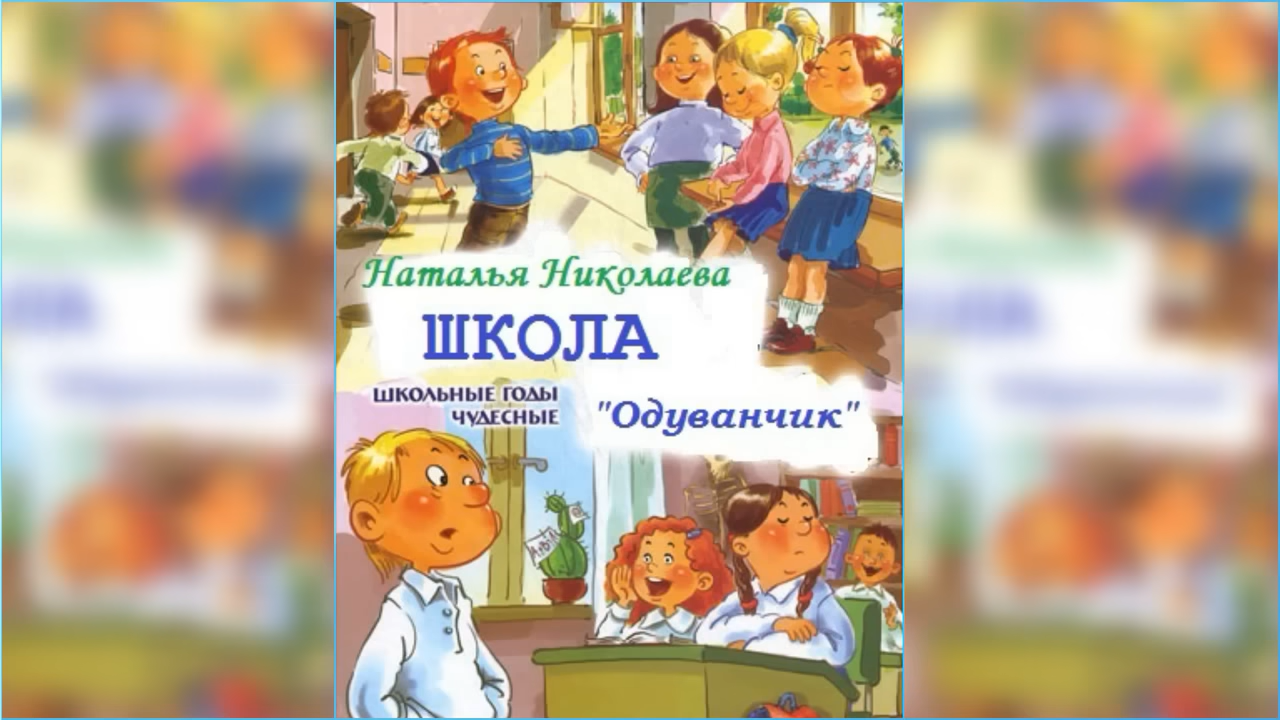 Наталья Николаева
ШКОЛА
ШКОЛЬНЫЕ ГОДЫ
ЧУДЕСНЫЕ
"Одуванчик"